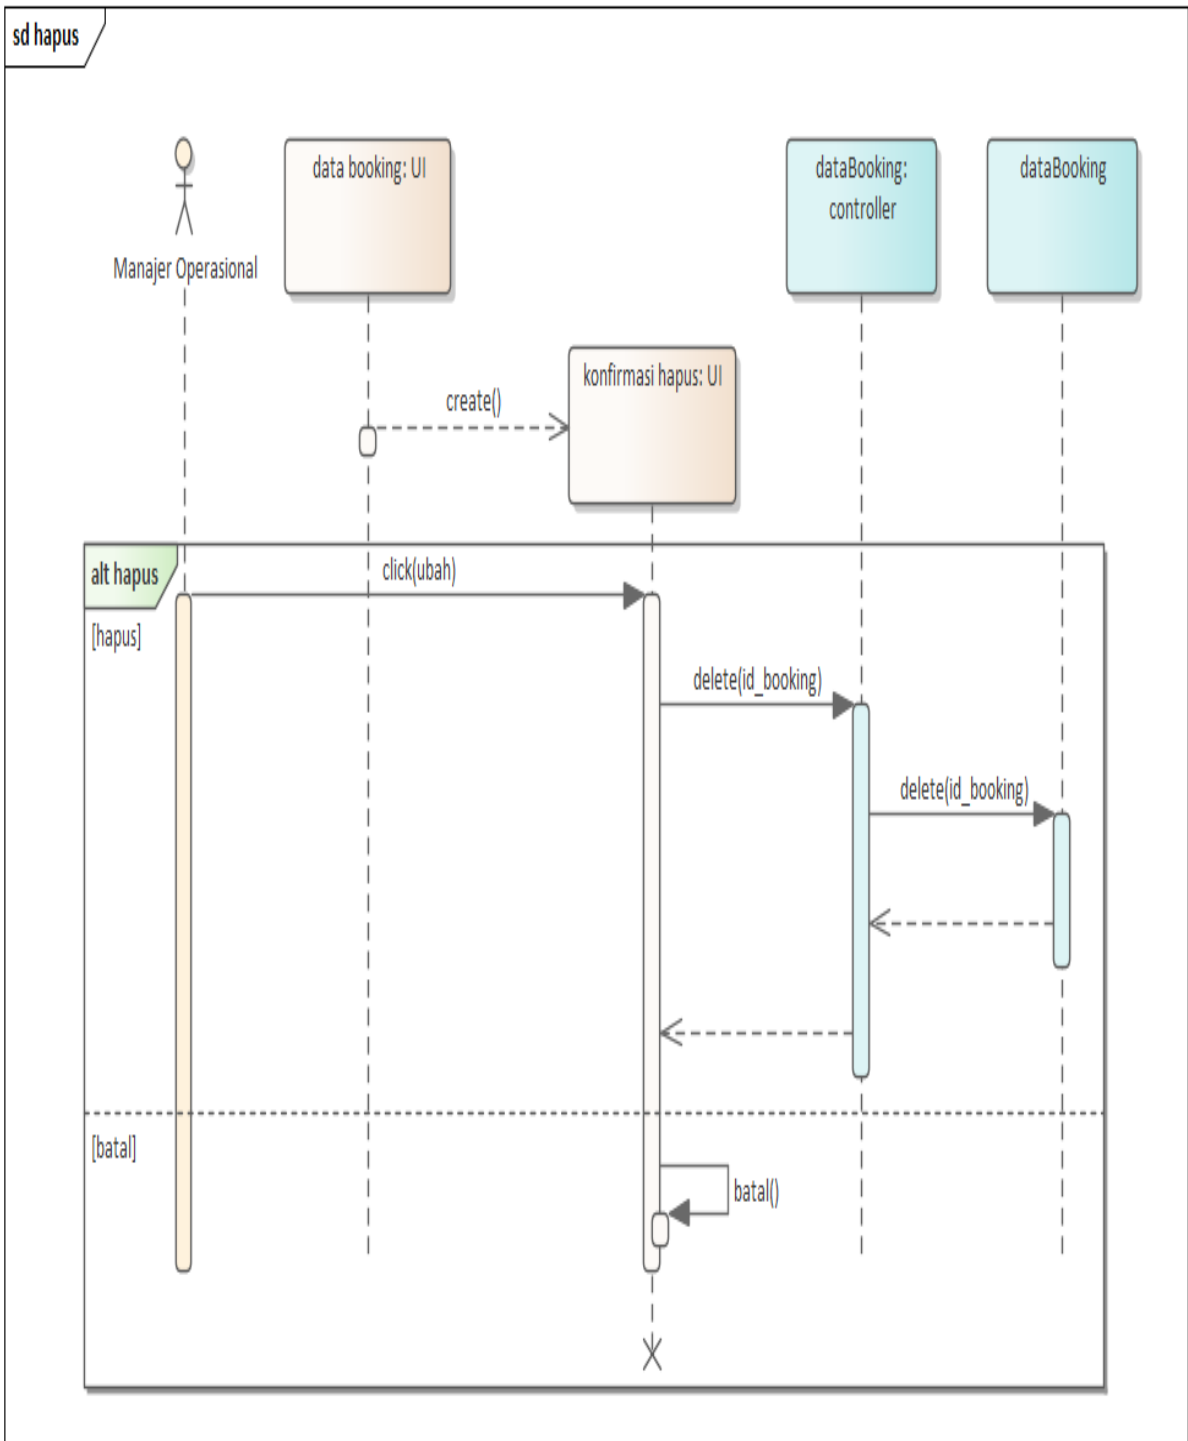 sd hapus
Manajer Operasional
data booking: UI
dataBooking:
controller
dataBooking
konfirmasi hapus: UI
create()
alt hapus
click(ubah)
[hapus]
delete(id_booking)
delete(id_booking)
[batal]
batal()